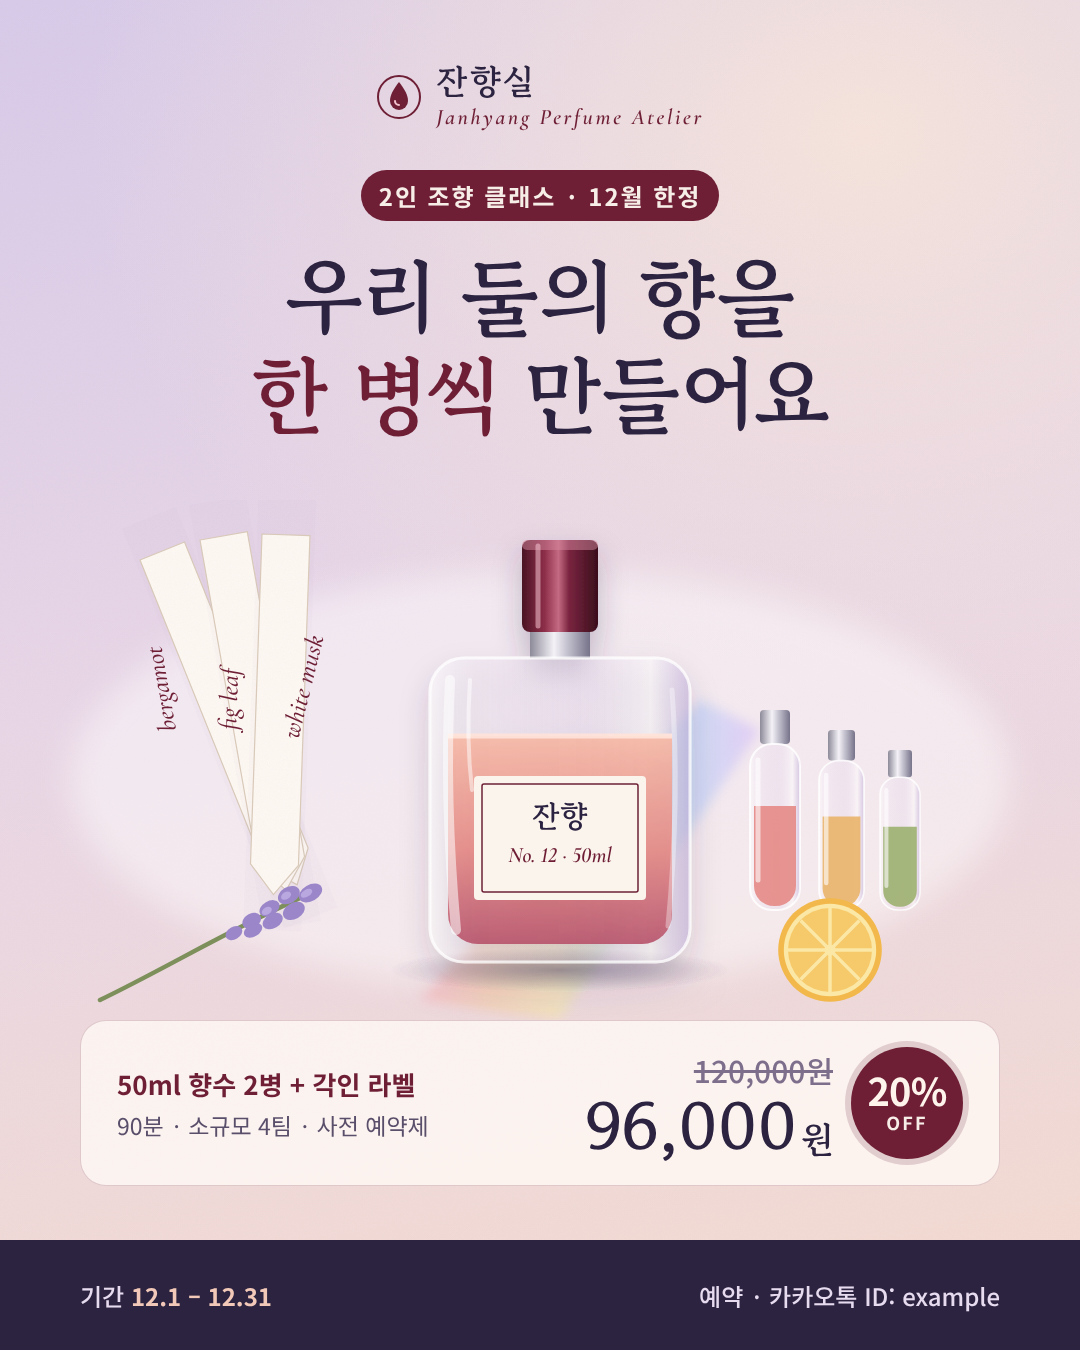 잔향실
Janhyang Perfume Atelier
2인 조향 클래스 · 12월 한정
우리 둘의 향을
한 병씩 만들어요
bergamot
fig leaf
white musk
잔향
No. 12 · 50ml
50ml 향수 2병 + 각인 라벨
90분 · 소규모 4팀 · 사전 예약제
120,000원
96,000원
20%
OFF
기간 12.1 – 12.31
예약 · 카카오톡 ID: example